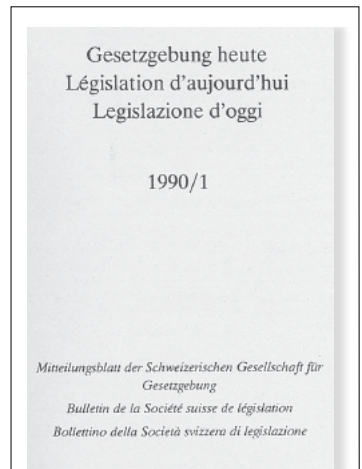 Gesetzgebung heute
Législation d'aujourd'hui
Legislazione d'oggi
1990/1
Mitteilungsblatt der Schweizerischen Gesellschaft für
Gesetzgebung
Bulletin de la Société suisse de législation
Bollettino della Società svizzera di legislazione